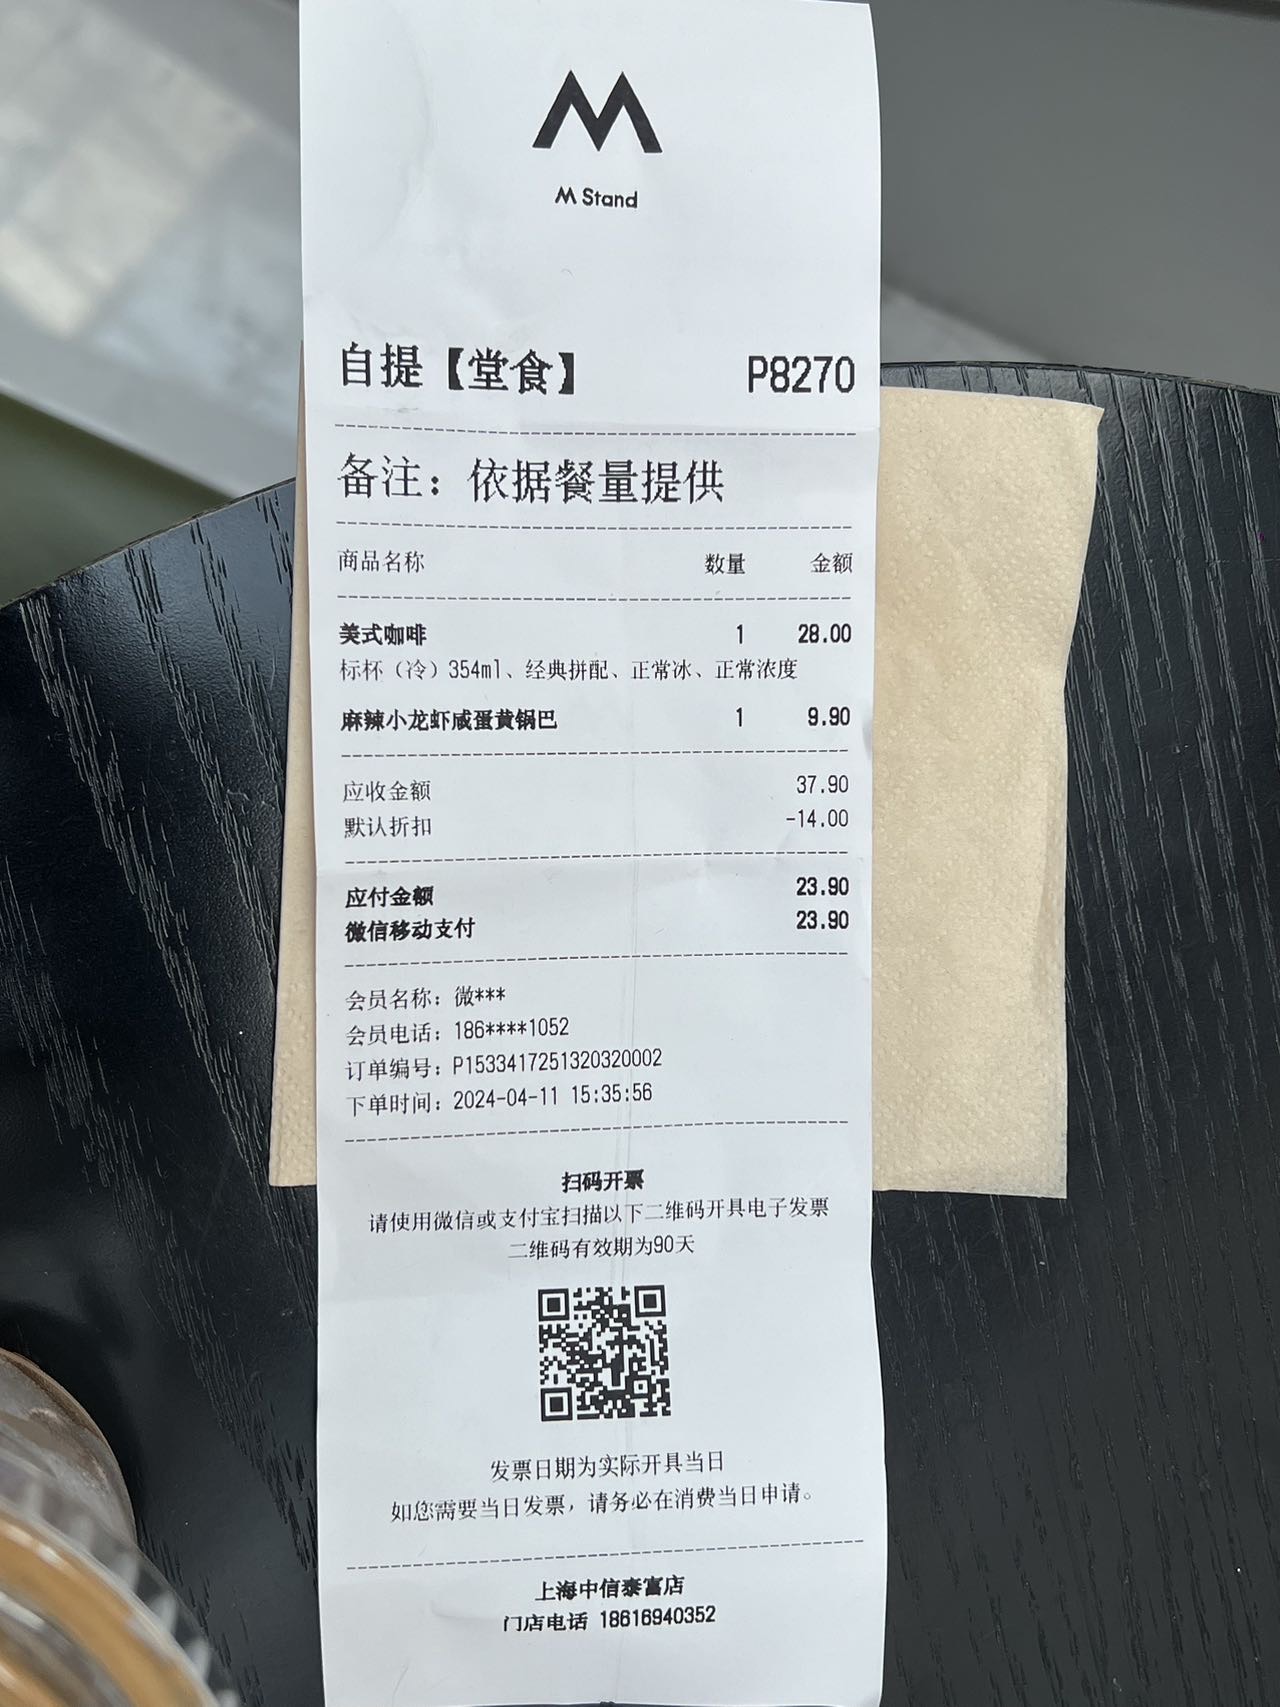 M Stand
自提【堂食】 P8270
备注：依据餐量提供
商品名称 数量 金额
美式咖啡 1 28.00
标杯（冷）354ml、经典拼配、正常冰、正常浓度
麻辣小龙虾咸蛋黄锅巴 1 9.90
应收金额 37.90
默认折扣 -14.00
应付金额 23.90
微信移动支付 23.90
会员名称：微***
会员电话：186****1052
订单编号：P1533417251320320002
下单时间：2024-04-11 15:35:56
扫码开票
请使用微信或支付宝扫描以下二维码开具电子发票
二维码有效期为90天
发票日期为实际开具当日
如您需要当日发票，请务必在消费当日申请。
上海中信泰富店
门店电话 18616940352